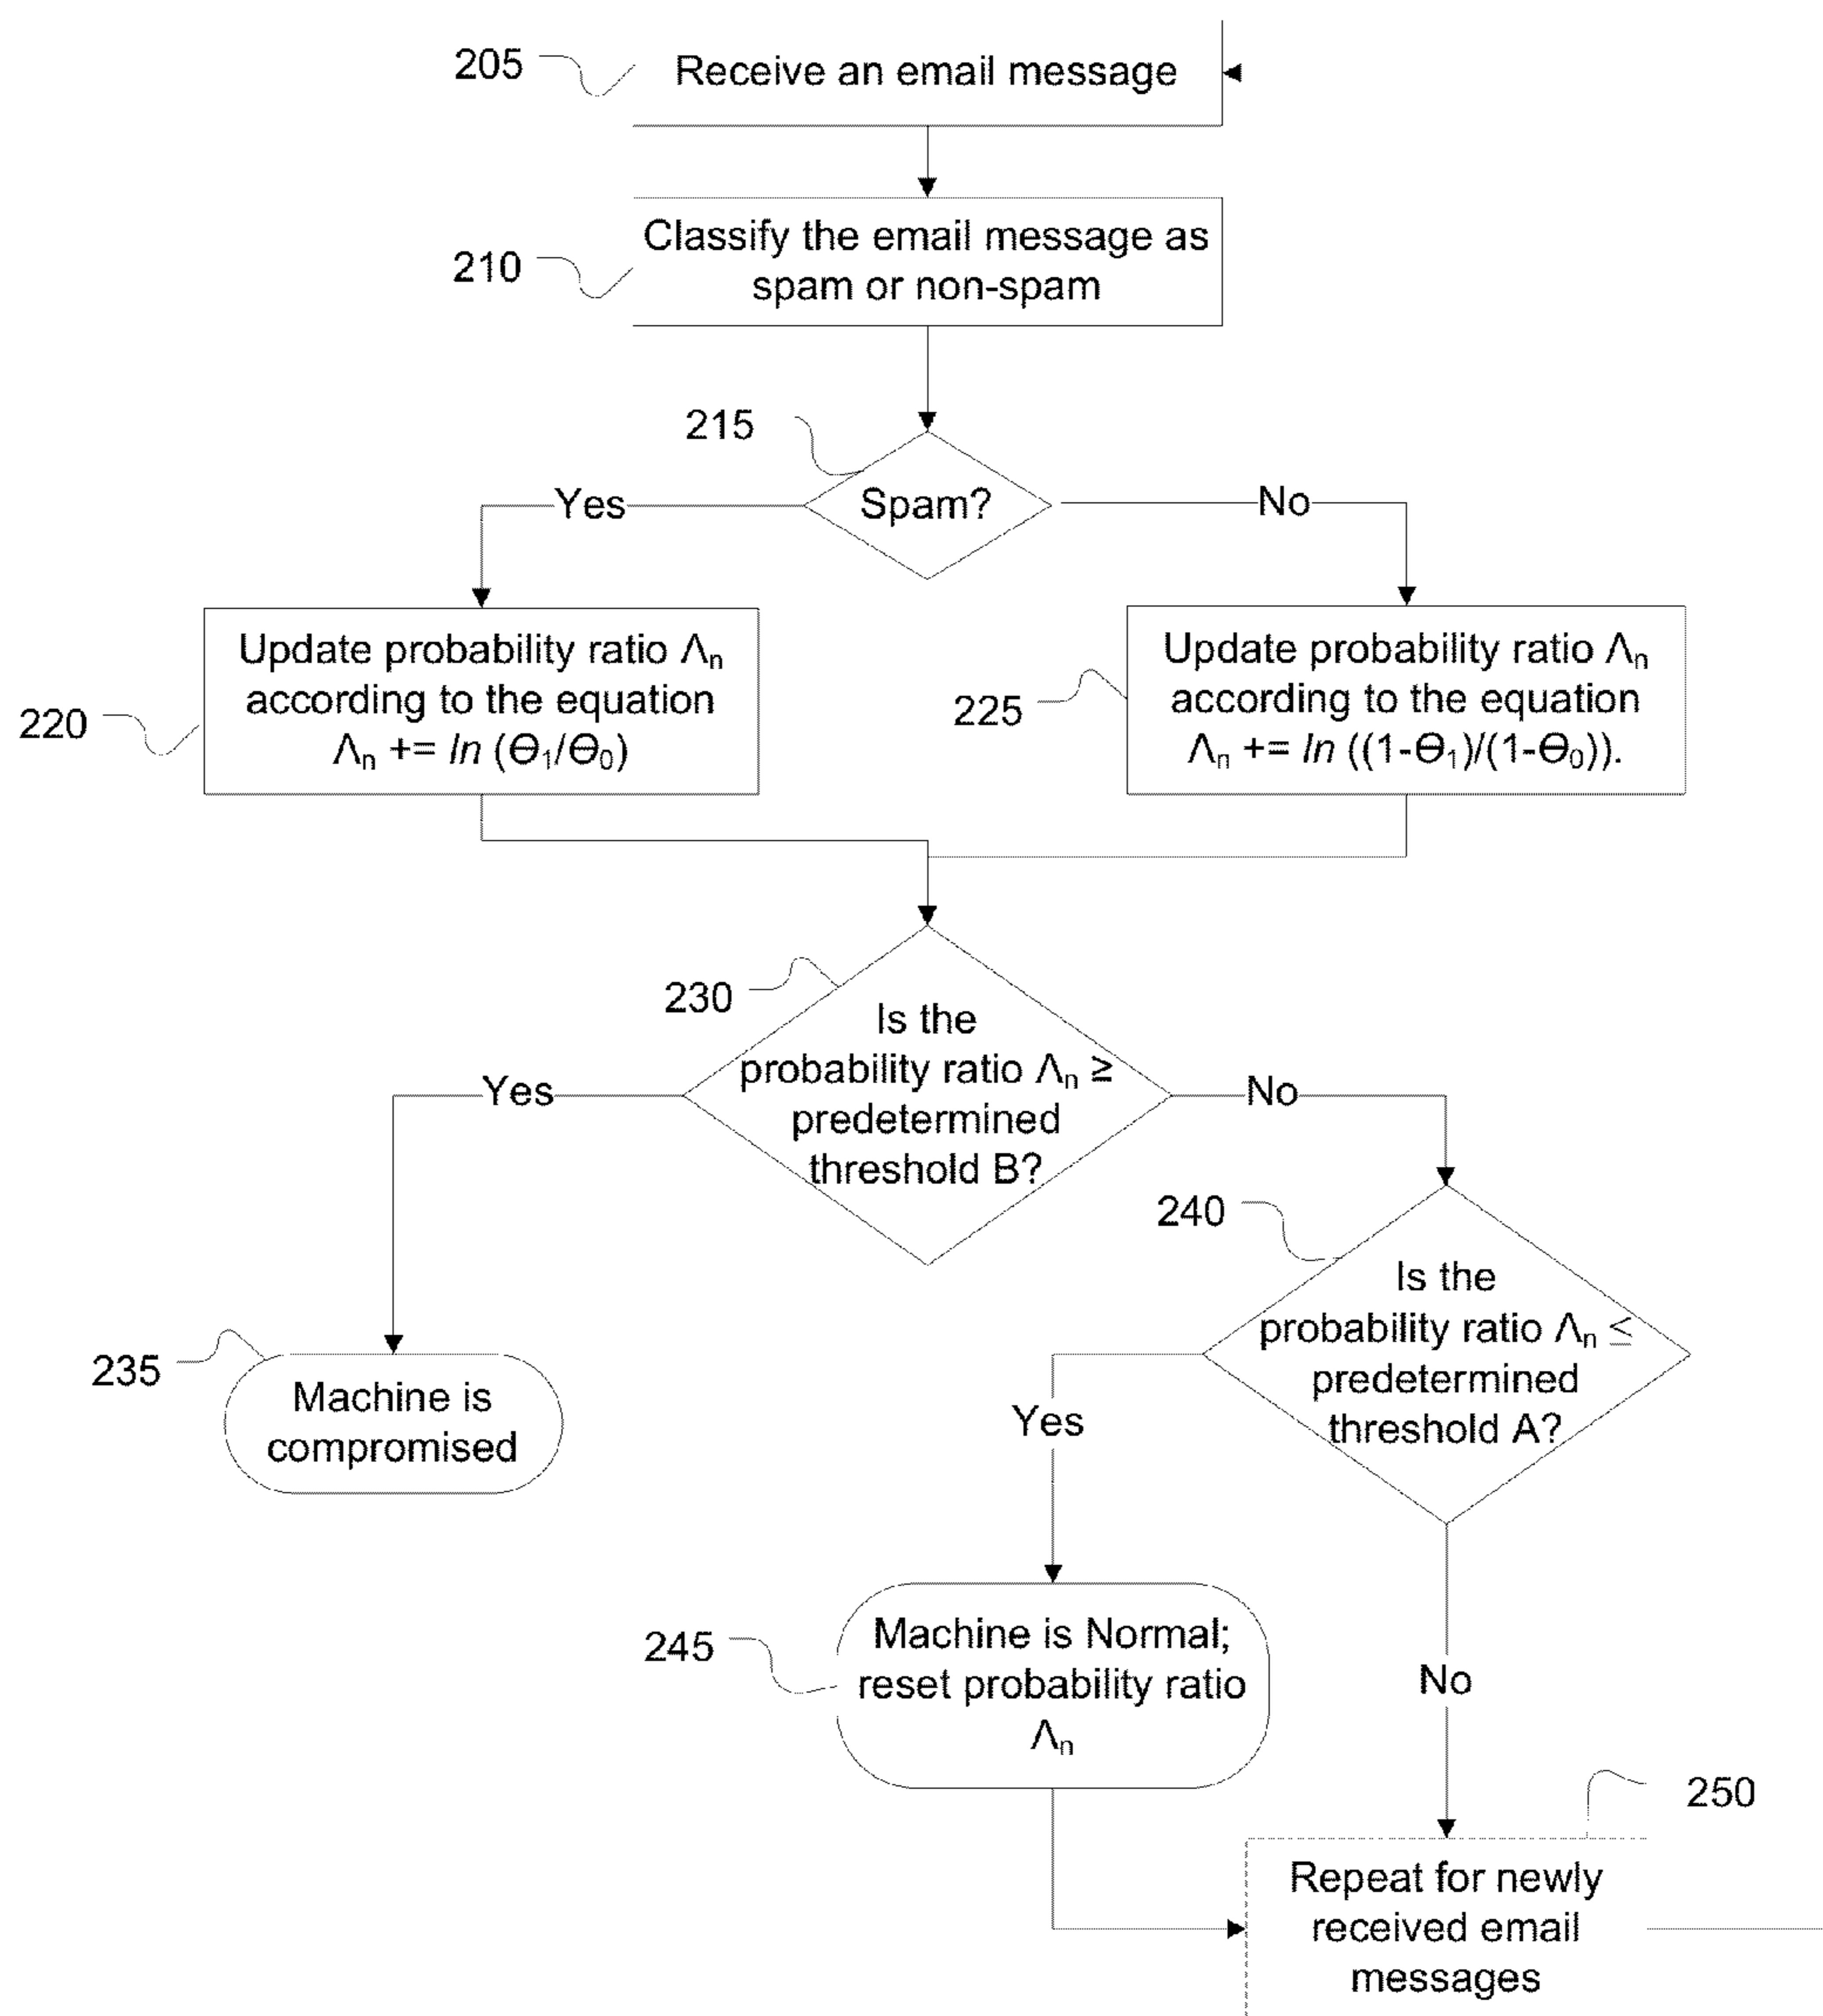 205
Receive an email message
210
Classify the email message as
spam or non-spam
215
Spam?
Yes
No
220
Update probability ratio Λn
according to the equation
Λn += ln (Θ1/Θ0)
225
Update probability ratio Λn
according to the equation
Λn += ln ((1-Θ1)/(1-Θ0)).
230
Is the
probability ratio Λn ≥
predetermined
threshold B?
Yes
No
235
Machine is
compromised
240
Is the
probability ratio Λn ≤
predetermined
threshold A?
Yes
No
245
Machine is Normal;
reset probability ratio
Λn
250
Repeat for newly
received email
messages